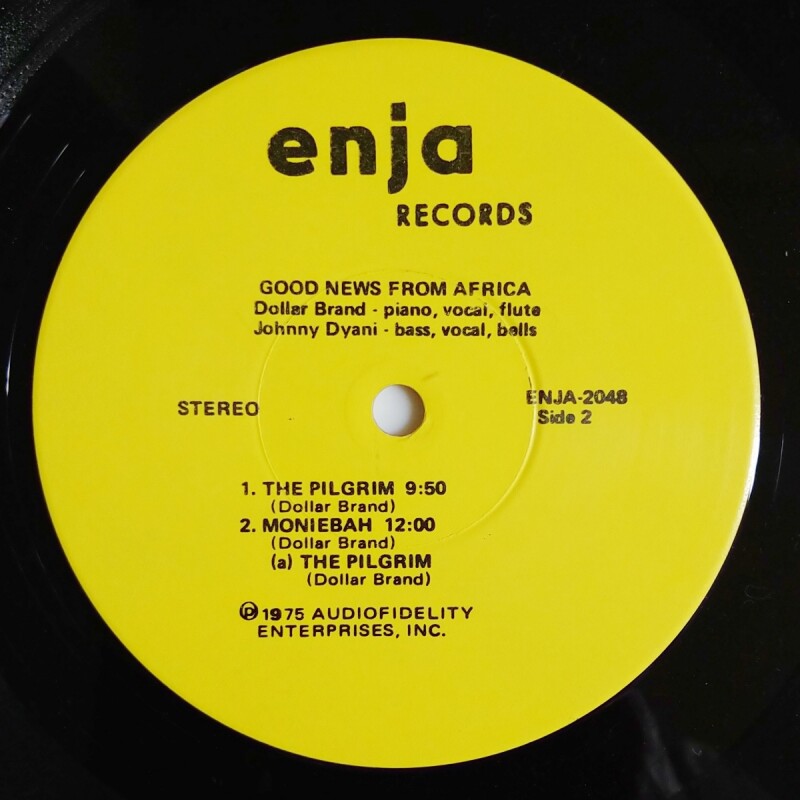 enja
RECORDS
GOOD NEWS FROM AFRICA
Dollar Brand - piano, vocal, flute
Johnny Dyani - bass, vocal, bells
STEREO
ENJA-2048
Side 2
1. THE PILGRIM 9:50
(Dollar Brand)
2. MONIEBAH 12:00
(Dollar Brand)
(a) THE PILGRIM
(Dollar Brand)
℗ 1975 AUDIOFIDELITY
ENTERPRISES, INC.